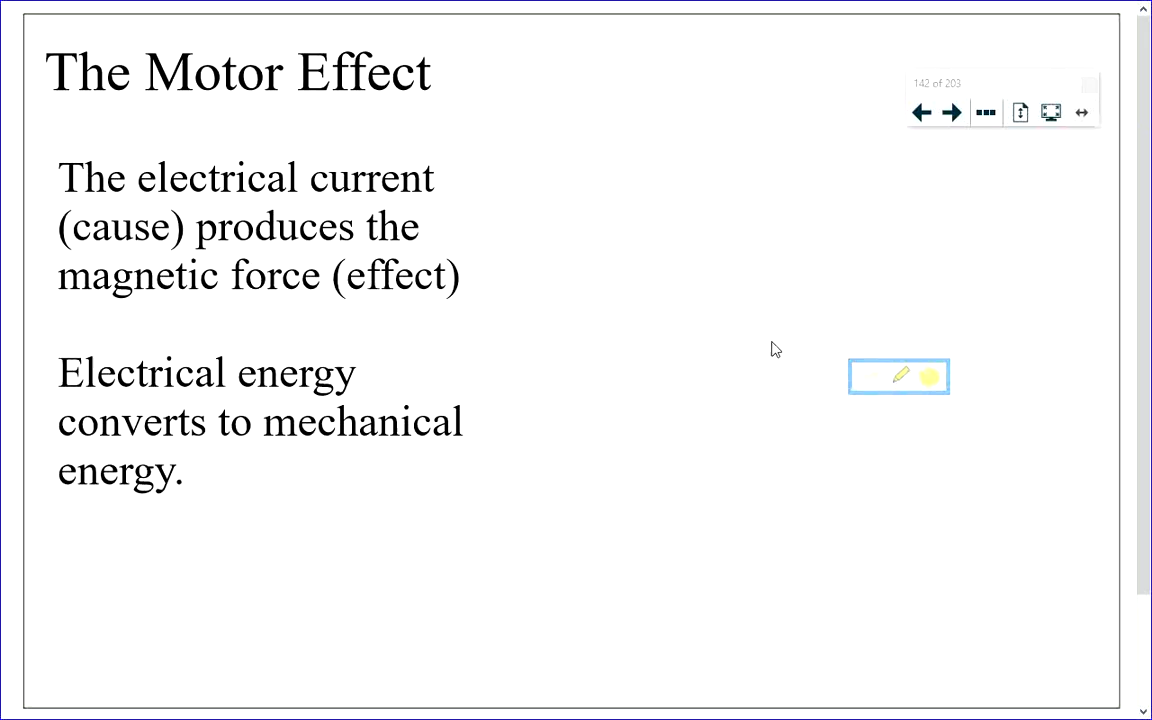 The Motor Effect
142 of 203
The electrical current
(cause) produces the
magnetic force (effect)
Electrical energy
converts to mechanical
energy.